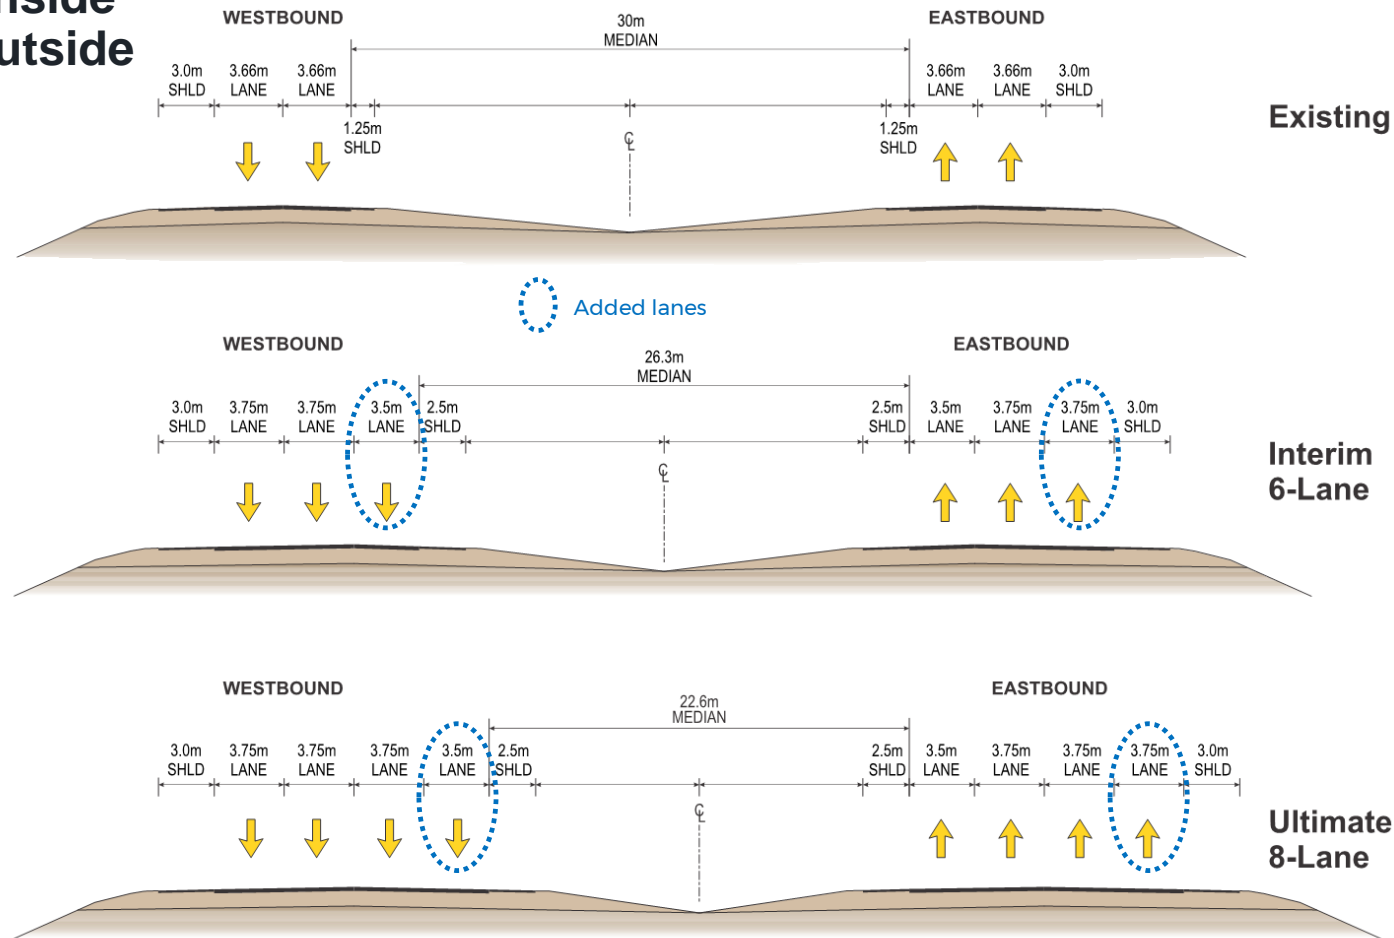 nside
utside
WESTBOUND
30m
MEDIAN
EASTBOUND
3.0m
SHLD
3.66m
LANE
3.66m
LANE
1.25m
SHLD
℄
1.25m
SHLD
3.66m
LANE
3.66m
LANE
3.0m
SHLD
Existing
Added lanes
WESTBOUND
26.3m
MEDIAN
EASTBOUND
3.0m
SHLD
3.75m
LANE
3.75m
LANE
3.5m
LANE
2.5m
SHLD
℄
2.5m
SHLD
3.5m
LANE
3.75m
LANE
3.75m
LANE
3.0m
SHLD
Interim
6-Lane
WESTBOUND
22.6m
MEDIAN
EASTBOUND
3.0m
SHLD
3.75m
LANE
3.75m
LANE
3.75m
LANE
3.5m
LANE
2.5m
SHLD
℄
2.5m
SHLD
3.5m
LANE
3.75m
LANE
3.75m
LANE
3.75m
LANE
3.0m
SHLD
Ultimate
8-Lane